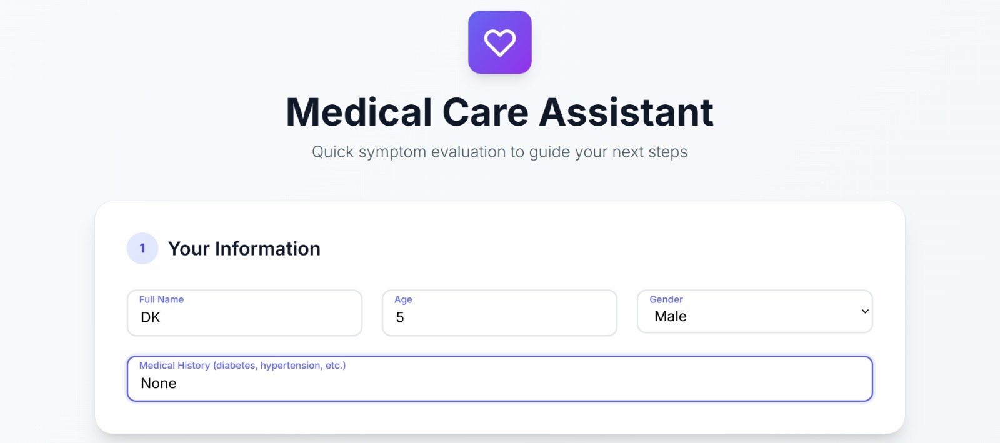 Medical Care Assistant
Quick symptom evaluation to guide your next steps
1 Your Information
Full Name
DK
Age
5
Gender
Male
Medical History (diabetes, hypertension, etc.)
None